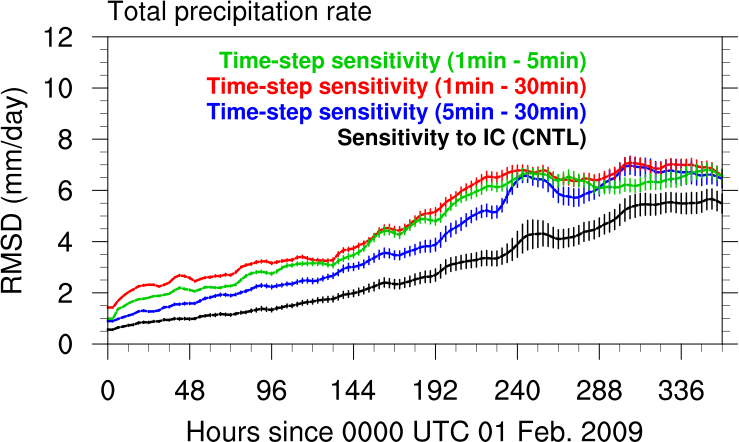 Total precipitation rate
12
10
8
6
4
2
0
RMSD (mm/day)
Time-step sensitivity (1min - 5min)
Time-step sensitivity (1min - 30min)
Time-step sensitivity (5min - 30min)
Sensitivity to IC (CNTL)
0 48 96 144 192 240 288 336
Hours since 0000 UTC 01 Feb. 2009